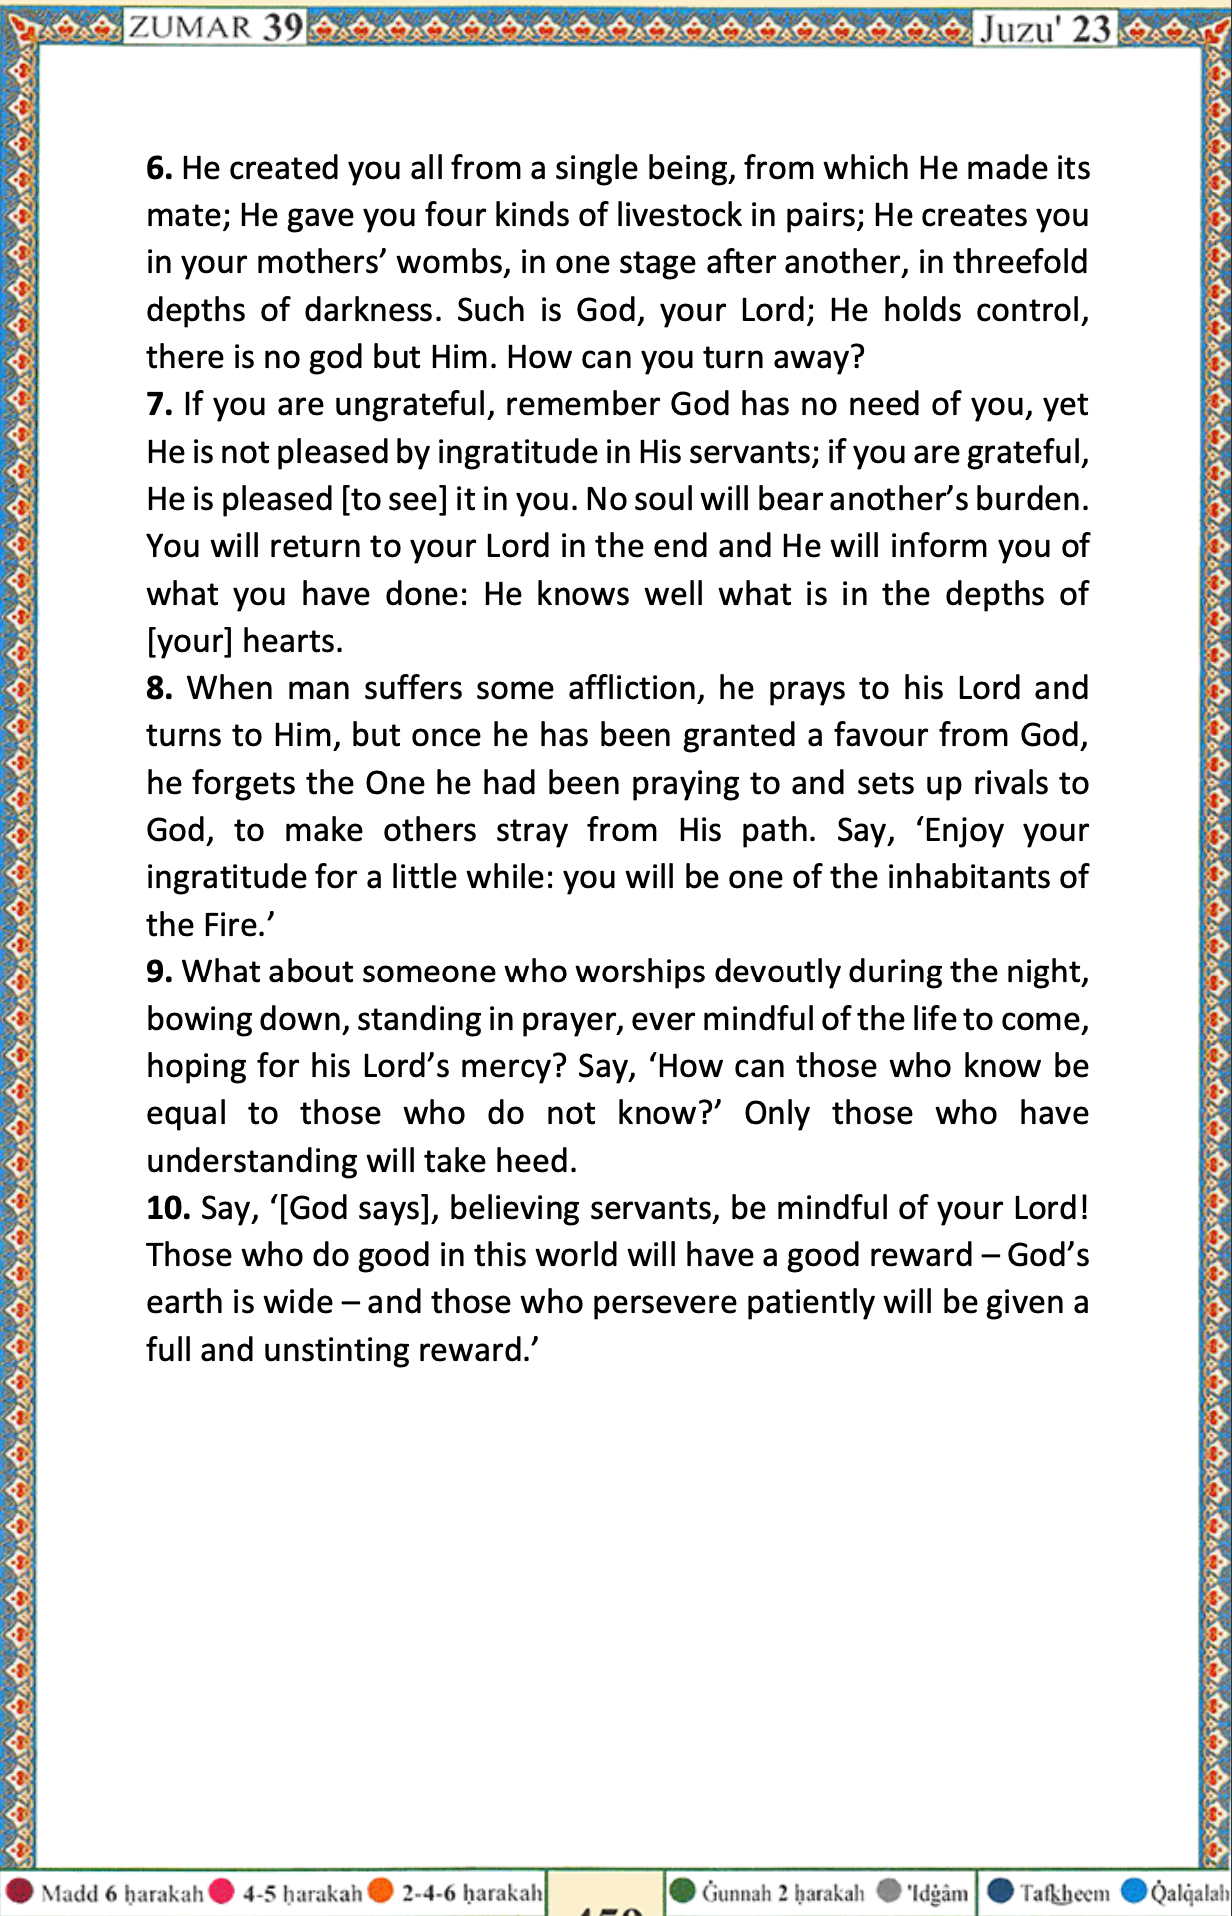 ZUMAR 39 Juzu' 23
6. He created you all from a single being, from which He made its
mate; He gave you four kinds of livestock in pairs; He creates you
in your mothers’ wombs, in one stage after another, in threefold
depths of darkness. Such is God, your Lord; He holds control,
there is no god but Him. How can you turn away?
7. If you are ungrateful, remember God has no need of you, yet
He is not pleased by ingratitude in His servants; if you are grateful,
He is pleased [to see] it in you. No soul will bear another’s burden.
You will return to your Lord in the end and He will inform you of
what you have done: He knows well what is in the depths of
[your] hearts.
8. When man suffers some affliction, he prays to his Lord and
turns to Him, but once he has been granted a favour from God,
he forgets the One he had been praying to and sets up rivals to
God, to make others stray from His path. Say, ‘Enjoy your
ingratitude for a little while: you will be one of the inhabitants of
the Fire.’
9. What about someone who worships devoutly during the night,
bowing down, standing in prayer, ever mindful of the life to come,
hoping for his Lord’s mercy? Say, ‘How can those who know be
equal to those who do not know?’ Only those who have
understanding will take heed.
10. Say, ‘[God says], believing servants, be mindful of your Lord!
Those who do good in this world will have a good reward – God’s
earth is wide – and those who persevere patiently will be given a
full and unstinting reward.’
Madd 6 ḥarakah 4-5 ḥarakah 2-4-6 ḥarakah Ġunnah 2 ḥarakah 'Idġâm Tafkheem Q̇alq̇alah